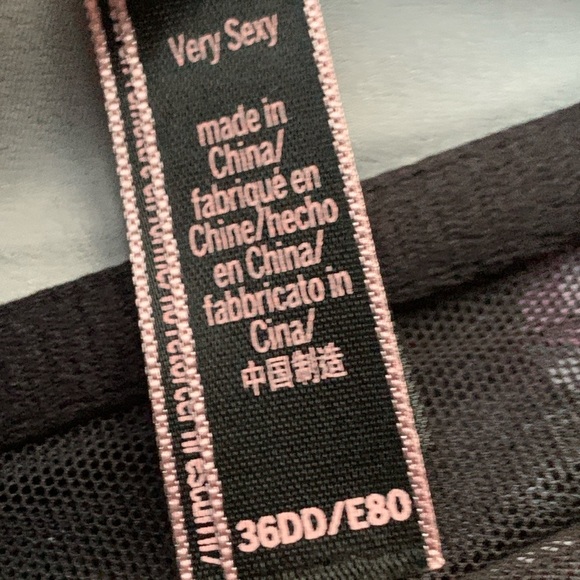 Very Sexy
made in
China/
fabriqué en
Chine/hecho
en China/
fabbricato in
Cina/
中国制造
36DD/E80